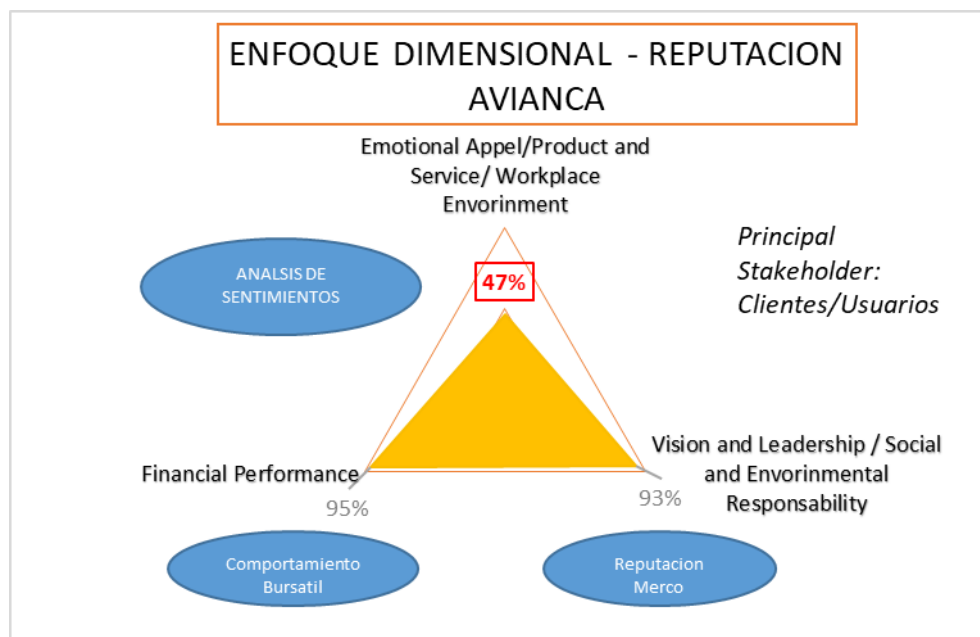 ENFOQUE DIMENSIONAL - REPUTACION
AVIANCA
Emotional Appel/Product and
Service/ Workplace
Envorinment
ANALSIS DE
SENTIMIENTOS
47%
Principal
Stakeholder:
Clientes/Usuarios
Financial Performance
95%
Vision and Leadership / Social
and Envorinmental
Responsability
93%
Comportamiento
Bursatil
Reputacion
Merco